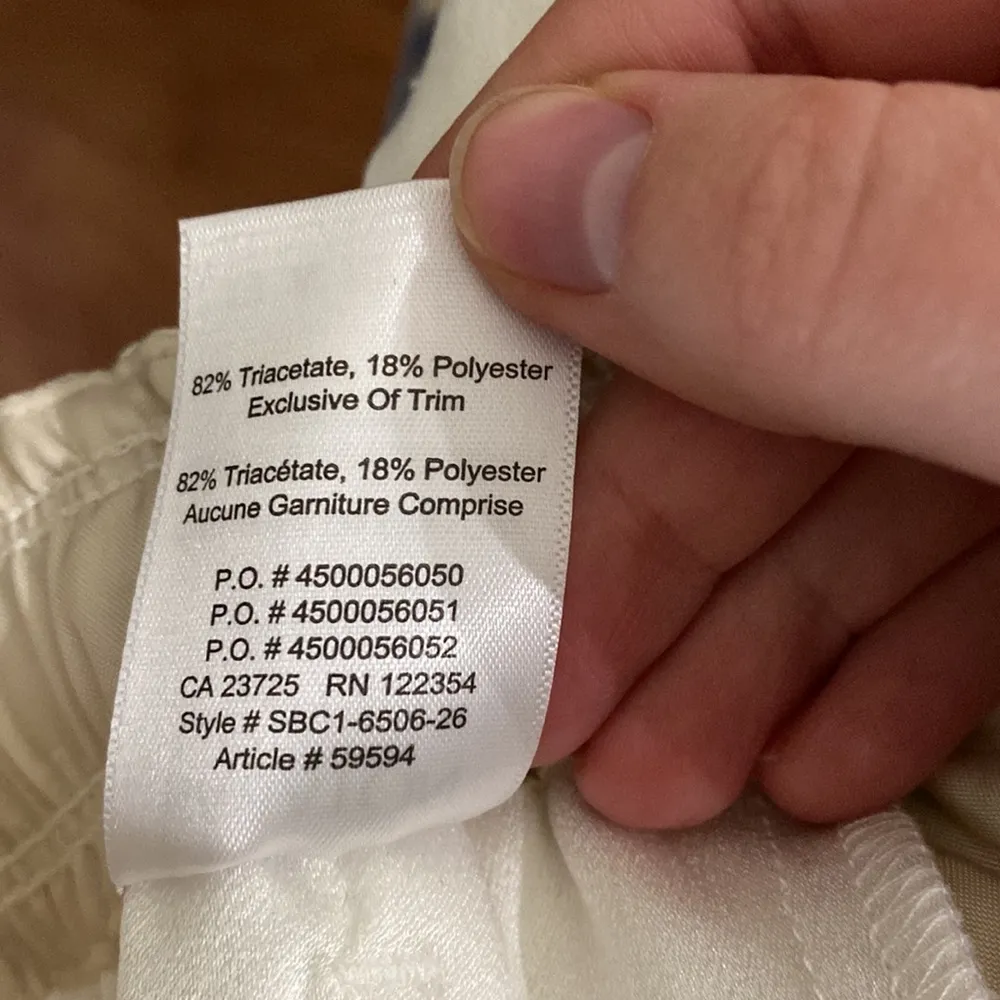 82% Triacetate, 18% Polyester
Exclusive Of Trim
82% Triacétate, 18% Polyester
Aucune Garniture Comprise
P.O. # 4500056050
P.O. # 4500056051
P.O. # 4500056052
CA 23725 RN 122354
Style # SBC1-6506-26
Article # 59594